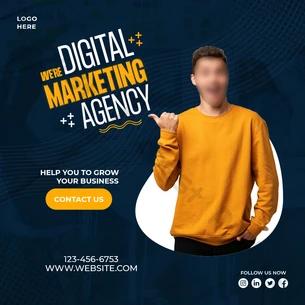 LOGO
HERE
WE'RE
DIGITAL
MARKETING
AGENCY
HELP YOU TO GROW
YOUR BUSINESS
CONTACT US
123-456-6753
WWW.WEBSITE.COM
FOLLOW US NOW